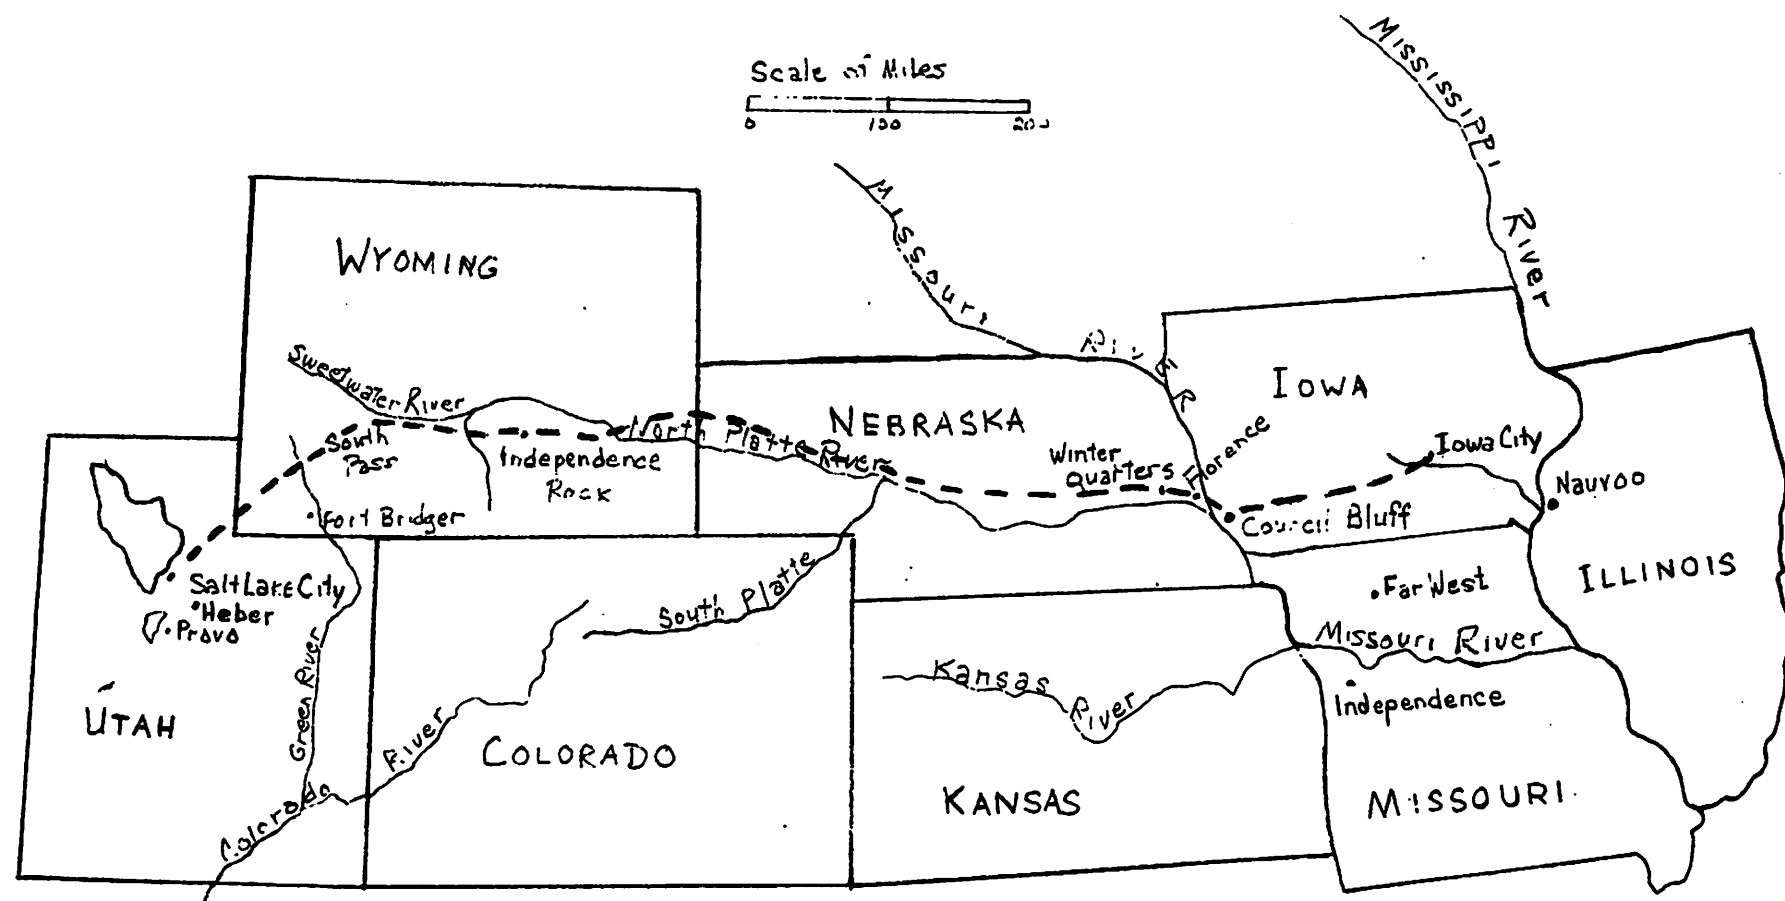 Scale of Miles
0 100 200
Mississippi River
Missouri River
Wyoming
Sweetwater River
South
Pass
Independence
Rock
North Platte River
Nebraska
Iowa
Winter
Quarters
Florence
Iowa City
Nauvoo
Council Bluff
Fort Bridger
Salt Lake City
Heber
Provo
South Platte
Far West
Illinois
Missouri River
Kansas River
Independence
Green River
Utah
Colorado River
Colorado
Kansas
Missouri